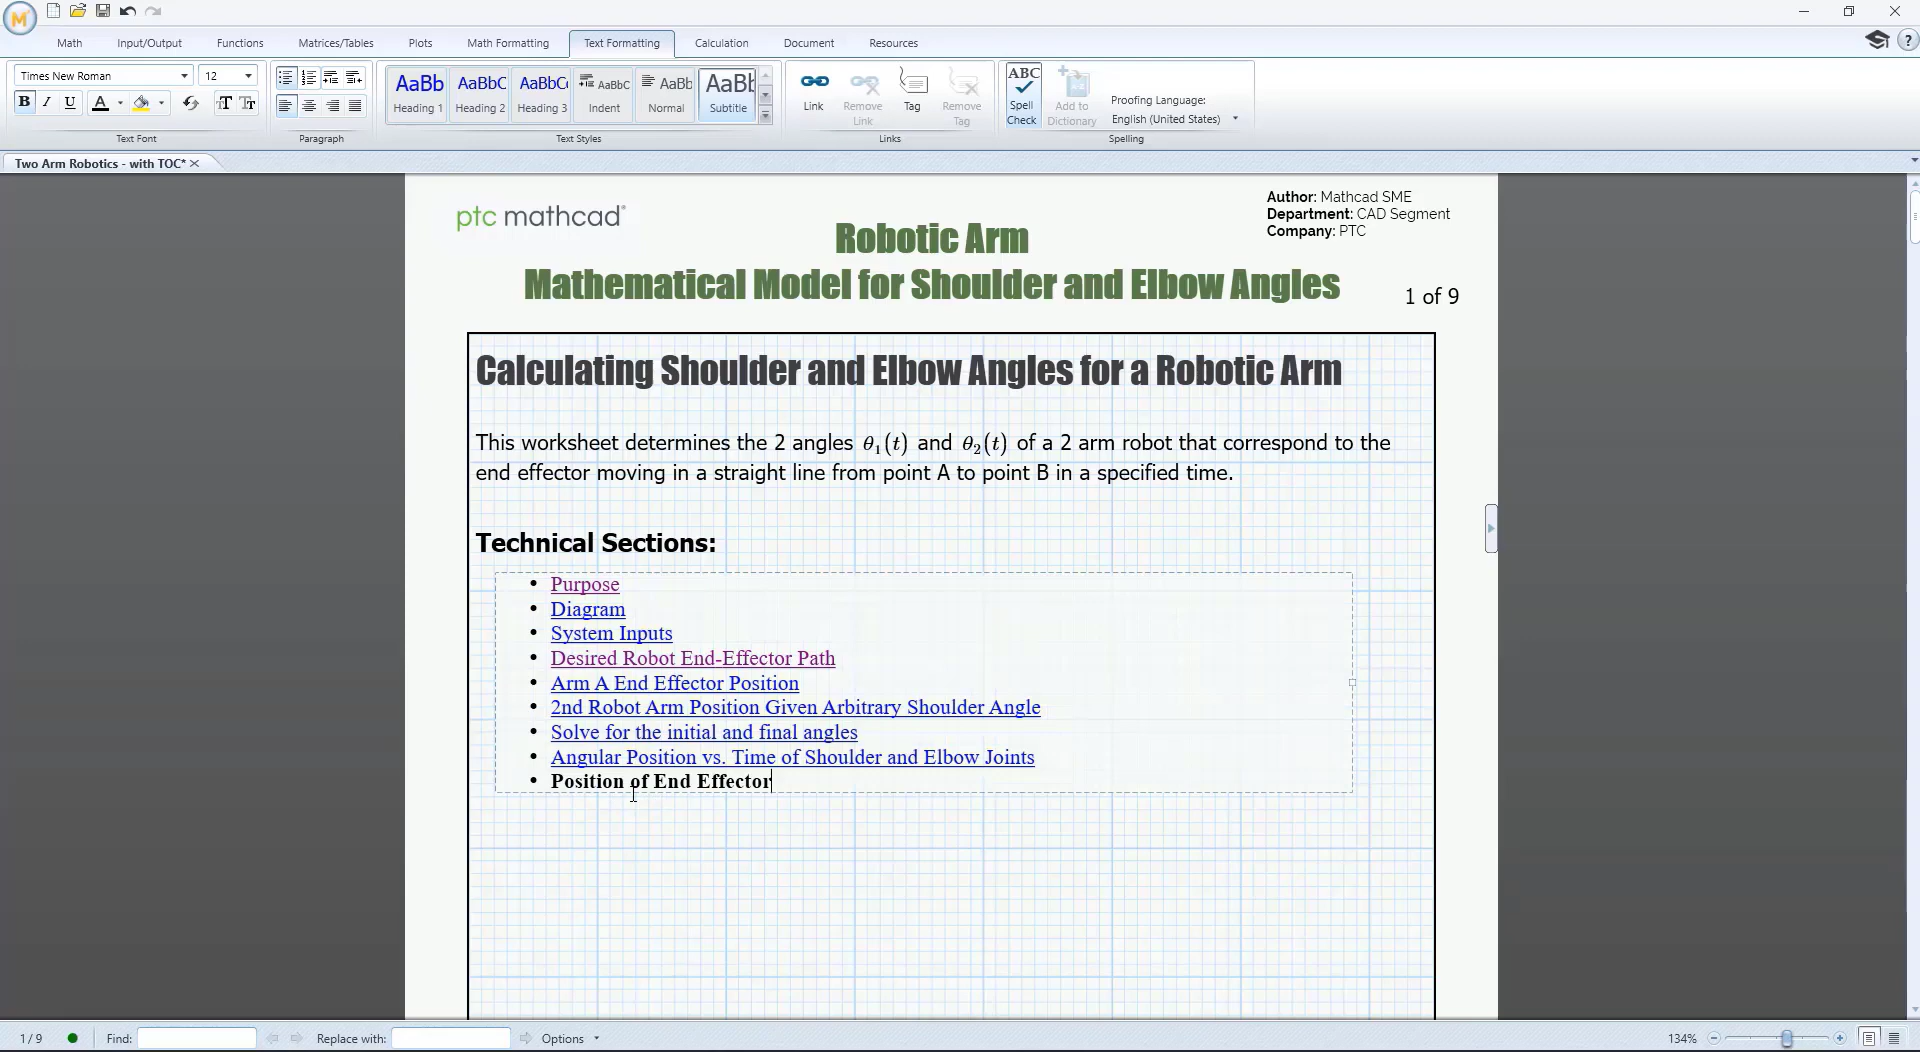 Math Input/Output Functions Matrices/Tables Plots Math Formatting Text Formatting Calculation Document Resources
Times New Roman 12
AaBb AaBbC AaBbC AaBbC AaBb AaBb
Heading 1 Heading 2 Heading 3 Indent Normal Subtitle
B I U A
Link Remove Link Tag Remove Tag
ABC Spell Check Add to Dictionary
Proofing Language:
English (United States)
Text Font Paragraph Text Styles Links Spelling
Two Arm Robotics - with TOC*
ptc mathcad®
Author: Mathcad SME
Department: CAD Segment
Company: PTC
Robotic Arm
Mathematical Model for Shoulder and Elbow Angles
1 of 9
Calculating Shoulder and Elbow Angles for a Robotic Arm
This worksheet determines the 2 angles θ₁(t) and θ₂(t) of a 2 arm robot that correspond to the
end effector moving in a straight line from point A to point B in a specified time.
Technical Sections:
• Purpose
• Diagram
• System Inputs
• Desired Robot End-Effector Path
• Arm A End Effector Position
• 2nd Robot Arm Position Given Arbitrary Shoulder Angle
• Solve for the initial and final angles
• Angular Position vs. Time of Shoulder and Elbow Joints
• Position of End Effector
1 / 9 Find: Replace with: Options 134%